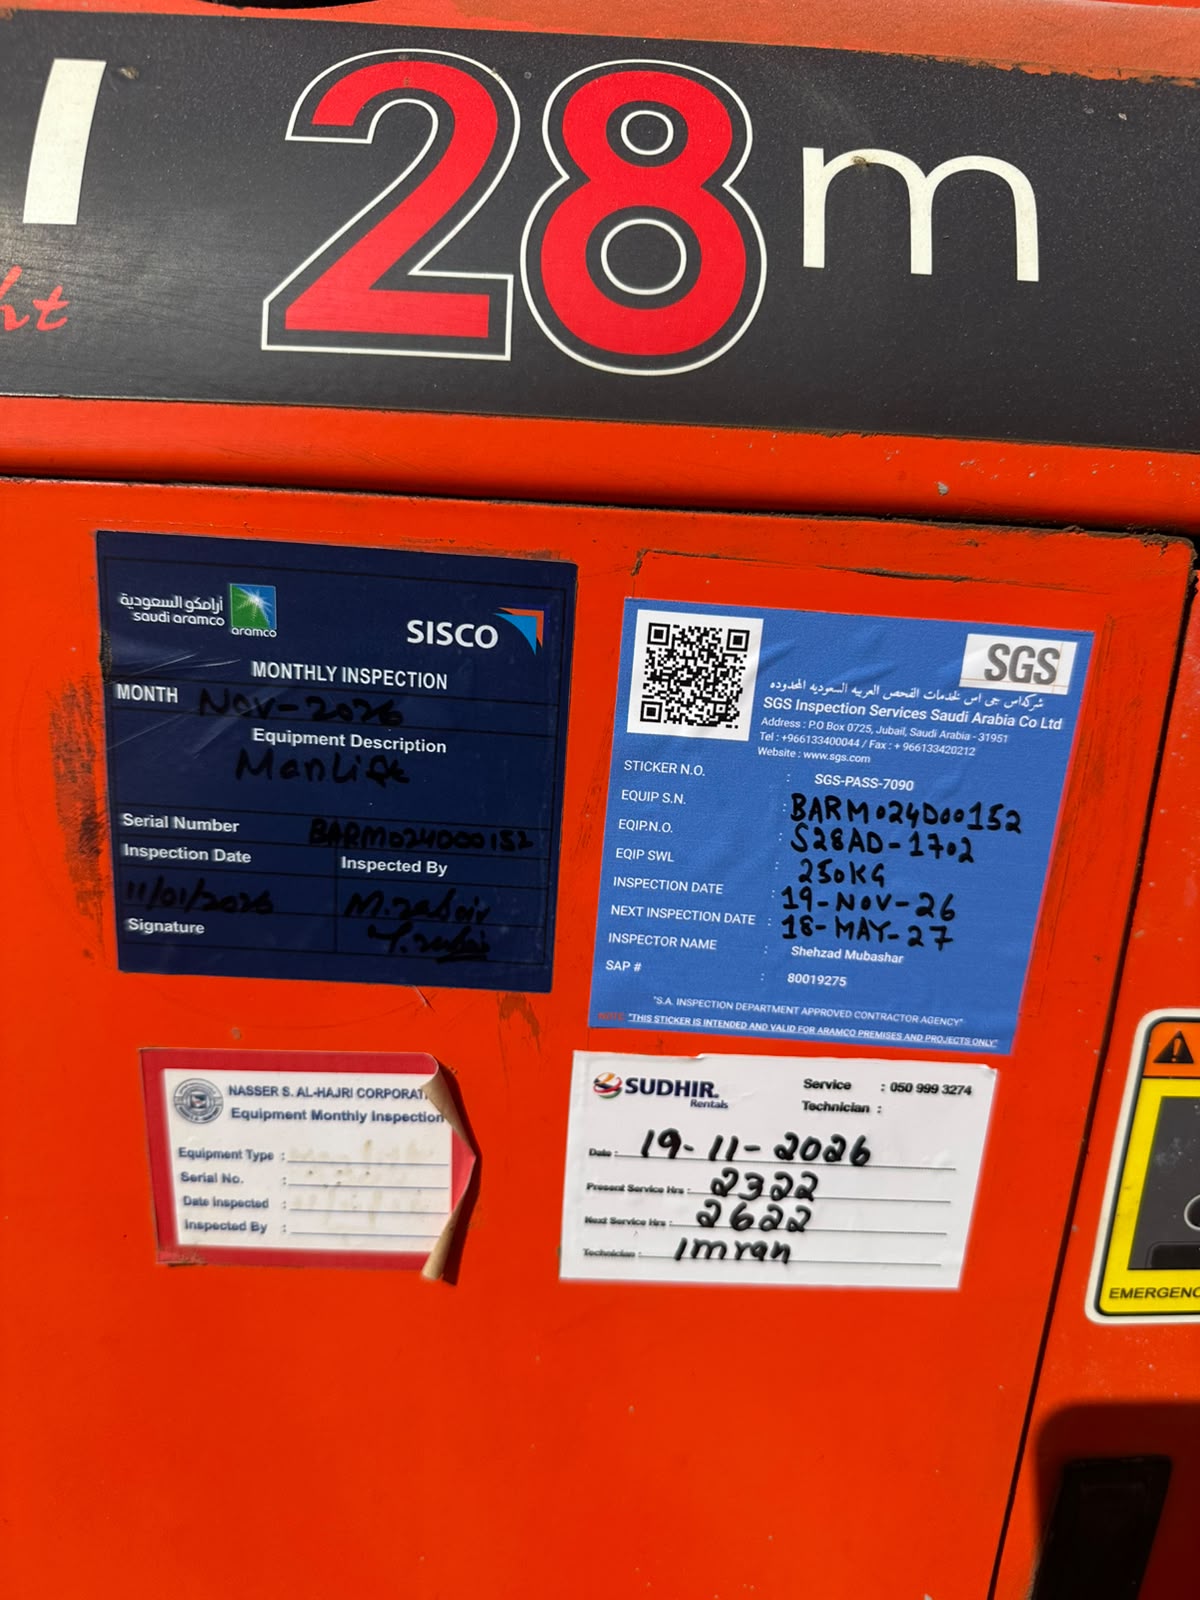 28m
ht
أرامكو السعودية
saudi aramco
aramco
SISCO
MONTHLY INSPECTION
MONTH Nov-2026
Equipment Description
Manlift
Serial Number BARM024D00152
Inspection Date Inspected By
11/01/2026 M.zabeir
Signature
SGS
شركة اس جي اس لخدمات الفحص العربيه السعوديه المحدوده
SGS Inspection Services Saudi Arabia Co Ltd
Address : P.O Box 0725, Jubail, Saudi Arabia - 31951
Tel : +966133400044 / Fax : + 966133420212
Website : www.sgs.com
STICKER N.O. : SGS-PASS-7090
EQUIP S.N. : BARM024D00152
EQIP.N.O. : S28AD-1702
EQIP SWL : 250KG
INSPECTION DATE : 19-NOV-26
NEXT INSPECTION DATE : 18-MAY-27
INSPECTOR NAME : Shehzad Mubashar
SAP # : 80019275
"S.A. INSPECTION DEPARTMENT APPROVED CONTRACTOR AGENCY"
NOTE: "THIS STICKER IS INTENDED AND VALID FOR ARAMCO PREMISES AND PROJECTS ONLY"
NASSER S. AL-HAJRI CORPORAT
Equipment Monthly Inspection
Equipment Type :
Serial No. :
Date Inspected :
Inspected By :
SUDHIR
Rentals
Service : 050 999 3274
Technician :
Date : 19-11-2026
Present Service Hrs : 2322
Next Service Hrs : 2622
Technician : Imran
EMERGENC